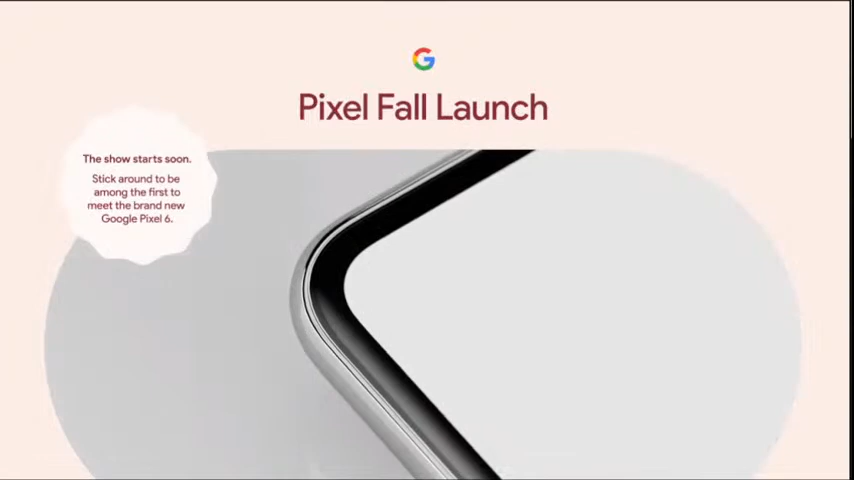 Pixel Fall Launch
The show starts soon.
Stick around to be
among the first to
meet the brand new
Google Pixel 6.